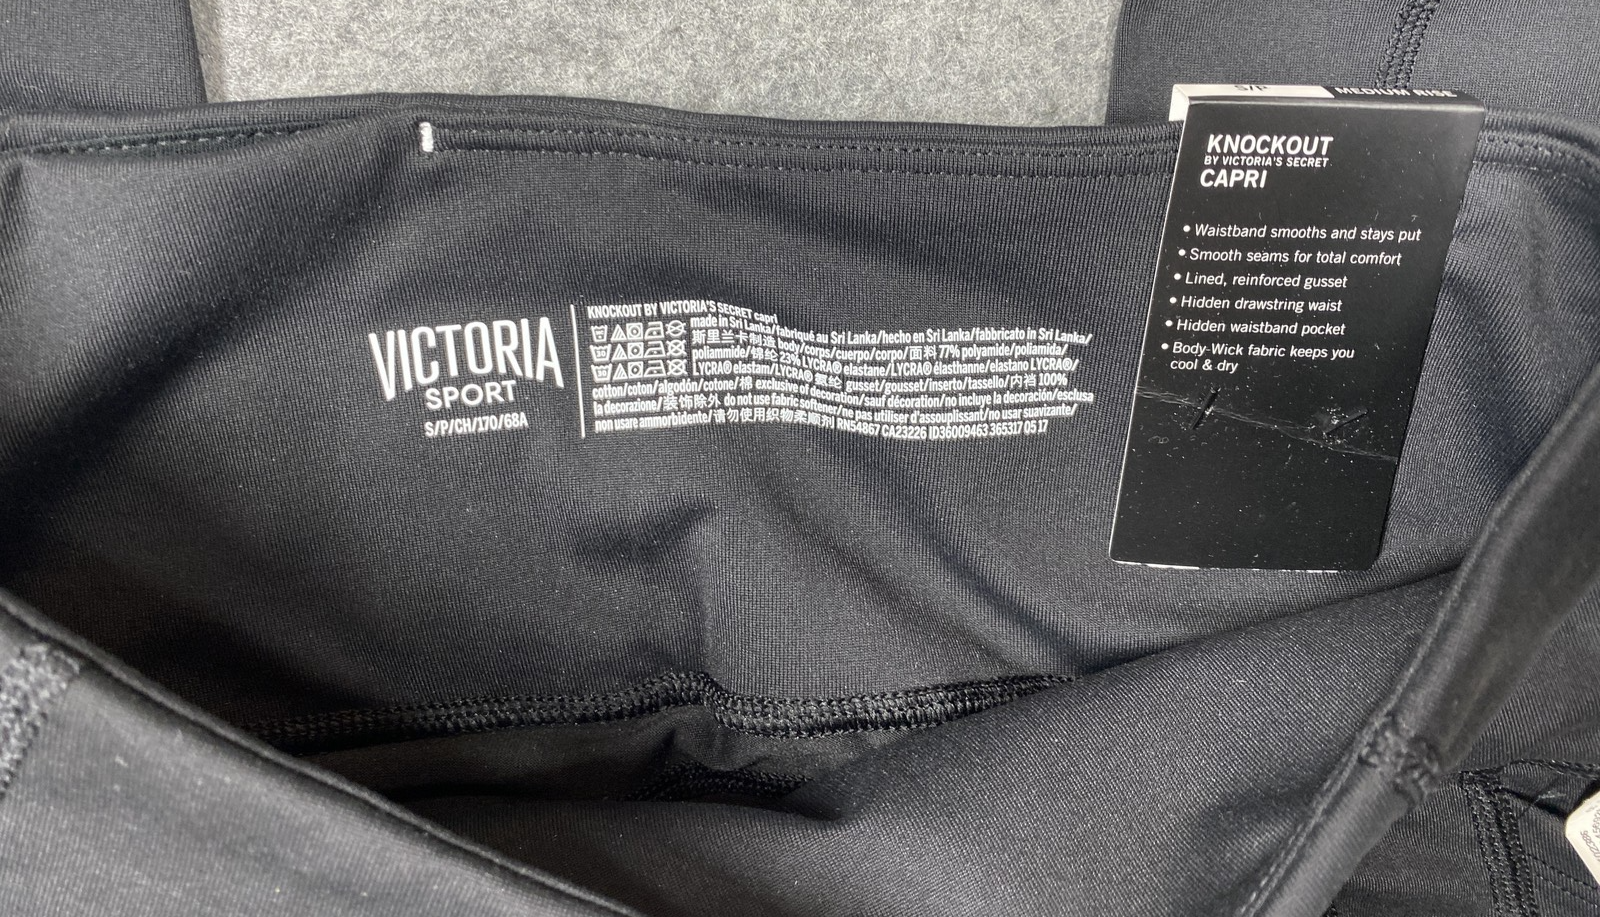 VICTORIA
SPORT
S/P/CH/170/68A
KNOCKOUT BY VICTORIA'S SECRET capri
made in Sri Lanka/fabriqué au Sri Lanka/hecho en Sri Lanka/fabbricato in Sri Lanka/
斯里兰卡制造 body/corps/cuerpo/corpo/面料 77% polyamide/poliamida/
poliammide/锦纶 23% LYCRA® elastane/LYCRA® élasthanne/elastano LYCRA®/
LYCRA® elastam/LYCRA® 氨纶 gusset/gousset/inserto/tassello/内裆 100%
cotton/coton/algodón/cotone/棉 exclusive of decoration/sauf décoration/no incluye la decoración/esclusa
la decorazione/装饰除外 do not use fabric softener/ne pas utiliser d'assouplissant/no usar suavizante/
non usare ammorbidente/请勿使用织物柔顺剂 RN54867 CA23226 ID36009463 365317 05 17
S/P MEDIUM RISE
KNOCKOUT
BY VICTORIA'S SECRET
CAPRI
• Waistband smooths and stays put
• Smooth seams for total comfort
• Lined, reinforced gusset
• Hidden drawstring waist
• Hidden waistband pocket
• Body-Wick fabric keeps you
cool & dry